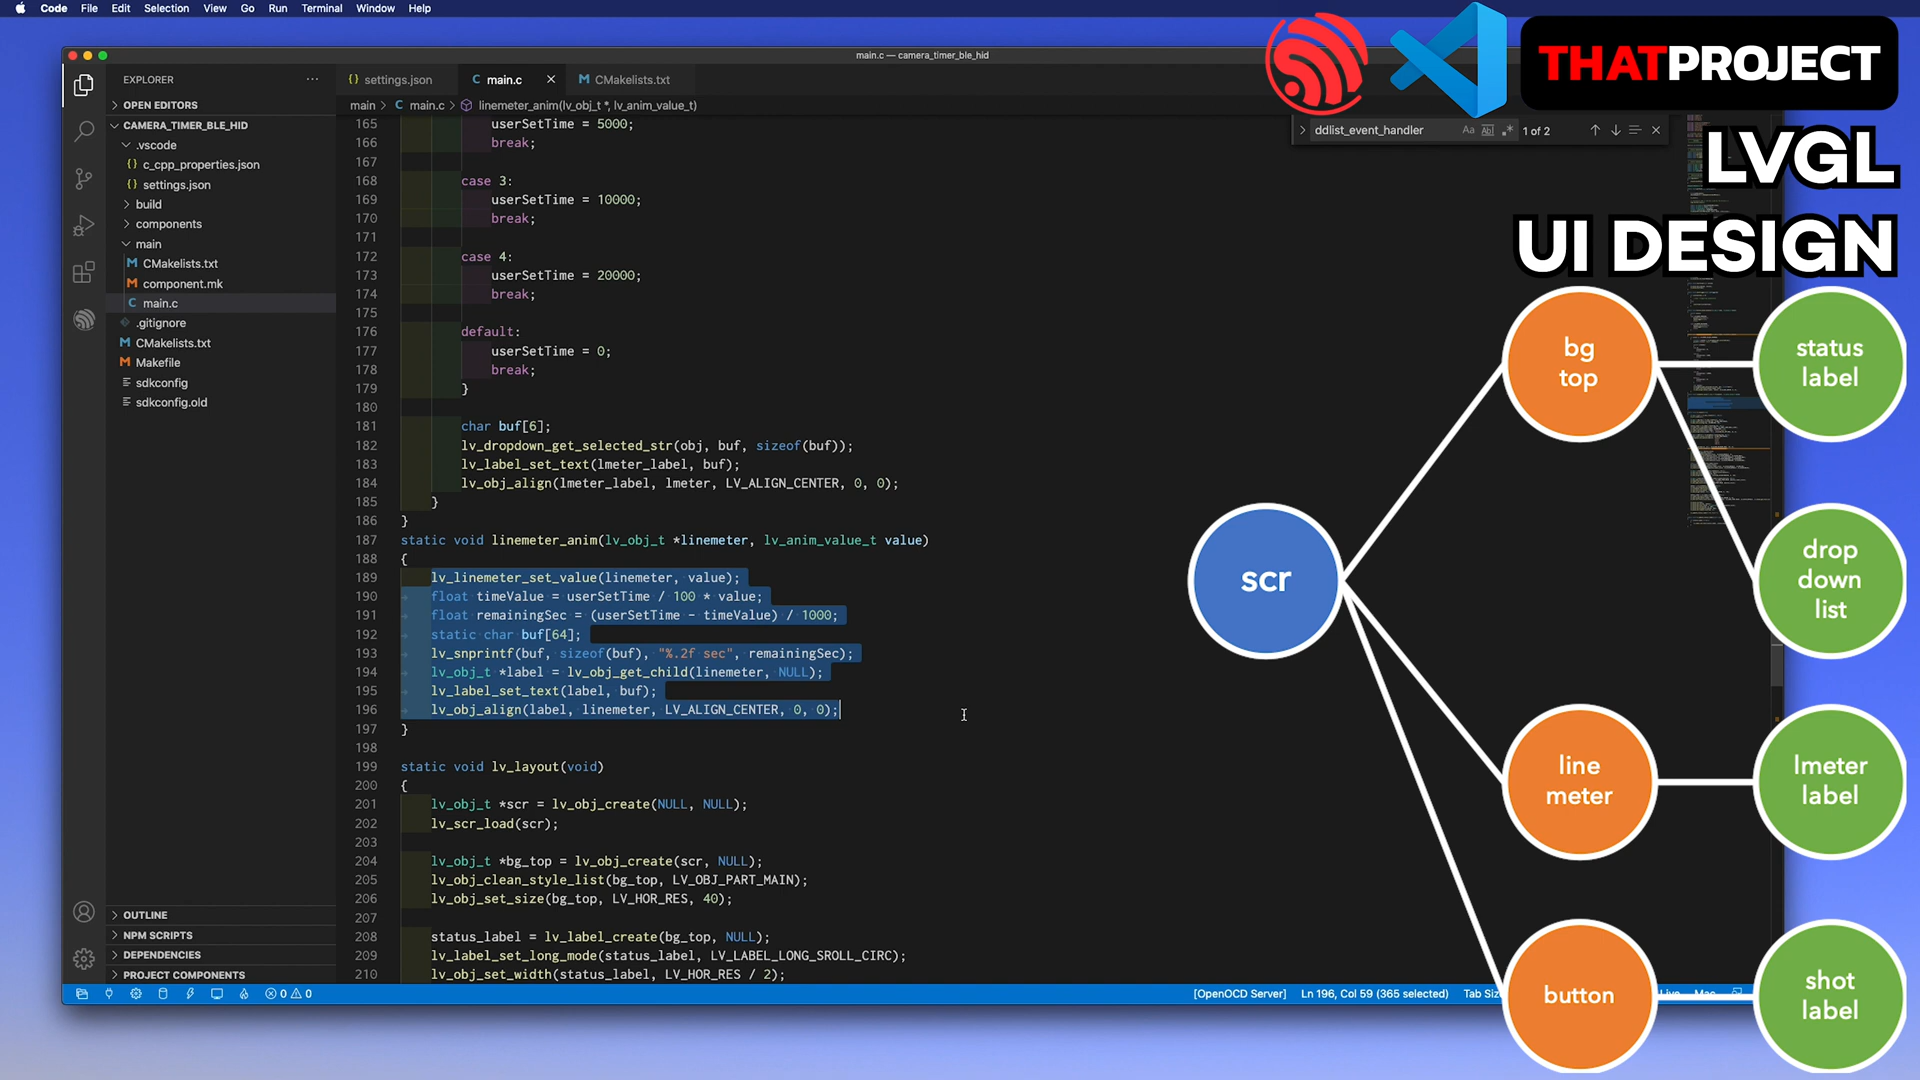 Code File Edit Selection View Go Run Terminal Window Help
main.c — camera_timer_ble_hid
THATPROJECT
LVGL
UI DESIGN
EXPLORER
settings.json
main.c
CMakelists.txt
main > main.c > linemeter_anim(lv_obj_t *, lv_anim_value_t)
ddlist_event_handler Aa Abl 1 of 2
OPEN EDITORS
CAMERA_TIMER_BLE_HID
.vscode
c_cpp_properties.json
settings.json
build
components
main
CMakelists.txt
component.mk
main.c
.gitignore
CMakelists.txt
Makefile
sdkconfig
sdkconfig.old
OUTLINE
NPM SCRIPTS
DEPENDENCIES
PROJECT COMPONENTS
165 userSetTime = 5000;
166 break;
167
168 case 3:
169 userSetTime = 10000;
170 break;
171
172 case 4:
173 userSetTime = 20000;
174 break;
175
176 default:
177 userSetTime = 0;
178 break;
179 }
180
181 char buf[6];
182 lv_dropdown_get_selected_str(obj, buf, sizeof(buf));
183 lv_label_set_text(lmeter_label, buf);
184 lv_obj_align(lmeter_label, lmeter, LV_ALIGN_CENTER, 0, 0);
185 }
186 }
187 static void linemeter_anim(lv_obj_t *linemeter, lv_anim_value_t value)
188 {
189 lv_linemeter_set_value(linemeter, value);
190 float timeValue = userSetTime / 100 * value;
191 float remainingSec = (userSetTime - timeValue) / 1000;
192 static char buf[64];
193 lv_snprintf(buf, sizeof(buf), "%.2f sec", remainingSec);
194 lv_obj_t *label = lv_obj_get_child(linemeter, NULL);
195 lv_label_set_text(label, buf);
196 lv_obj_align(label, linemeter, LV_ALIGN_CENTER, 0, 0);
197 }
198
199 static void lv_layout(void)
200 {
201 lv_obj_t *scr = lv_obj_create(NULL, NULL);
202 lv_scr_load(scr);
203
204 lv_obj_t *bg_top = lv_obj_create(scr, NULL);
205 lv_obj_clean_style_list(bg_top, LV_OBJ_PART_MAIN);
206 lv_obj_set_size(bg_top, LV_HOR_RES, 40);
207
208 status_label = lv_label_create(bg_top, NULL);
209 lv_label_set_long_mode(status_label, LV_LABEL_LONG_SROLL_CIRC);
210 lv_obj_set_width(status_label, LV_HOR_RES / 2);
scr
bg
top
status
label
drop
down
list
line
meter
lmeter
label
button
shot
label
0 0
[OpenOCD Server] Ln 196, Col 59 (365 selected)